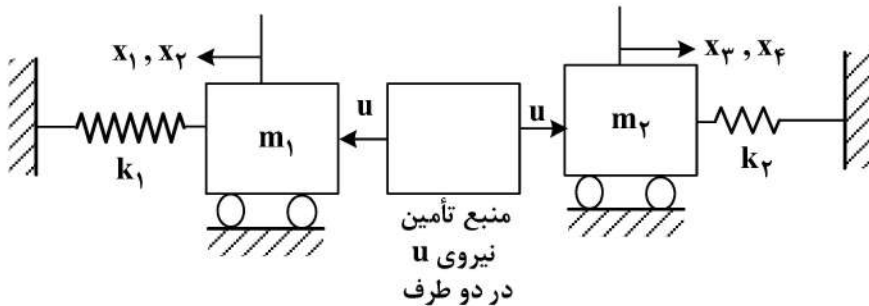 x۱ , x۲
x۳ , x۴
u
u
m۱
m۲
k۱
k۲
منبع تأمین
نیروی u
در دو طرف